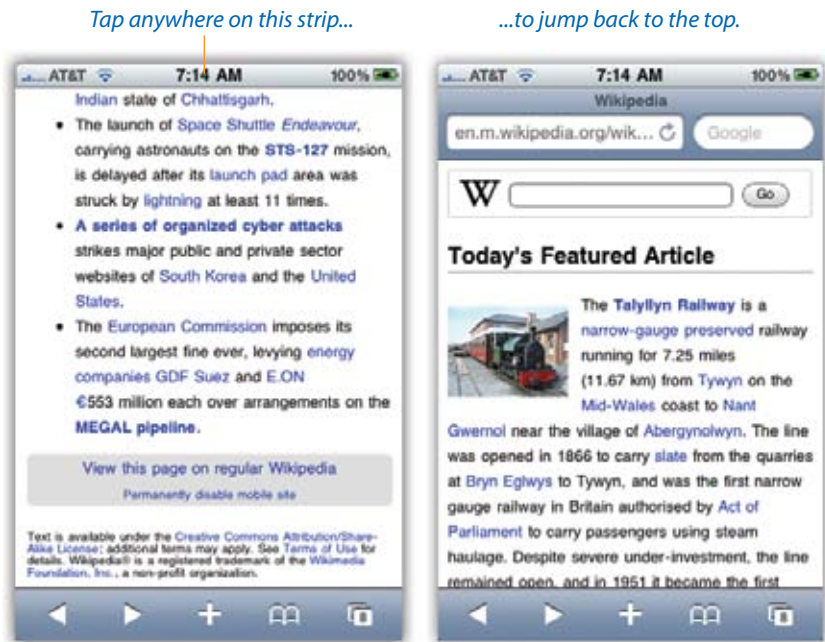 Tap anywhere on this strip...
...to jump back to the top.
AT&T 7:14 AM 100%
Indian state of Chhattisgarh.
• The launch of Space Shuttle Endeavour,
carrying astronauts on the STS-127 mission,
is delayed after its launch pad area was
struck by lightning at least 11 times.
• A series of organized cyber attacks
strikes major public and private sector
websites of South Korea and the United
States.
• The European Commission imposes its
second largest fine ever, levying energy
companies GDF Suez and E.ON
€553 million each over arrangements on the
MEGAL pipeline.
View this page on regular Wikipedia
Permanently disable mobile site
Text is available under the Creative Commons Attribution/Share-
Alike License; additional terms may apply. See Terms of Use for
details. Wikipedia® is a registered trademark of the Wikimedia
Foundation, Inc., a non-profit organization.
AT&T 7:14 AM 100%
Wikipedia
en.m.wikipedia.org/wik... Google
W Go
Today's Featured Article
The Talyllyn Railway is a
narrow-gauge preserved railway
running for 7.25 miles
(11.67 km) from Tywyn on the
Mid-Wales coast to Nant
Gwernol near the village of Abergynolwyn. The line
was opened in 1866 to carry slate from the quarries
at Bryn Eglwys to Tywyn, and was the first narrow
gauge railway in Britain authorised by Act of
Parliament to carry passengers using steam
haulage. Despite severe under-investment, the line
remained open, and in 1951 it became the first